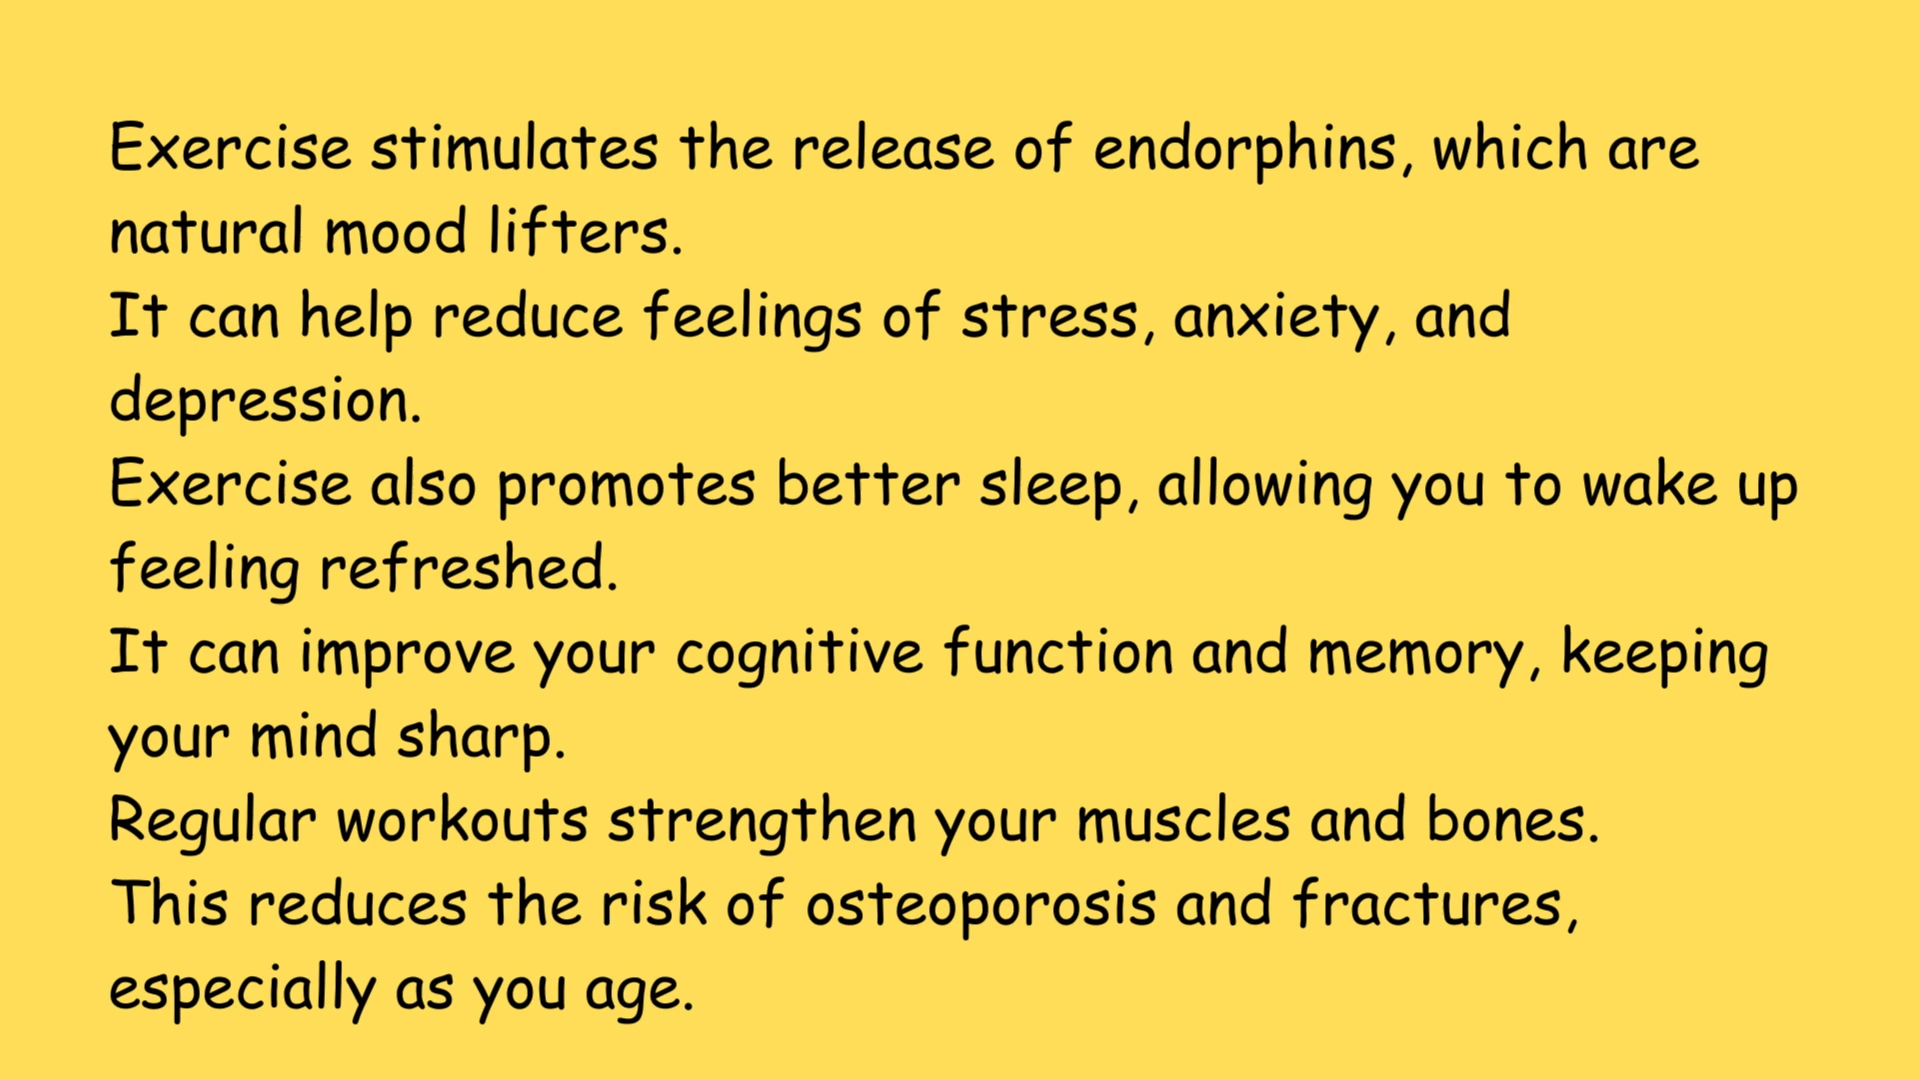 Exercise stimulates the release of endorphins, which are
natural mood lifters.
It can help reduce feelings of stress, anxiety, and
depression.
Exercise also promotes better sleep, allowing you to wake up
feeling refreshed.
It can improve your cognitive function and memory, keeping
your mind sharp.
Regular workouts strengthen your muscles and bones.
This reduces the risk of osteoporosis and fractures,
especially as you age.